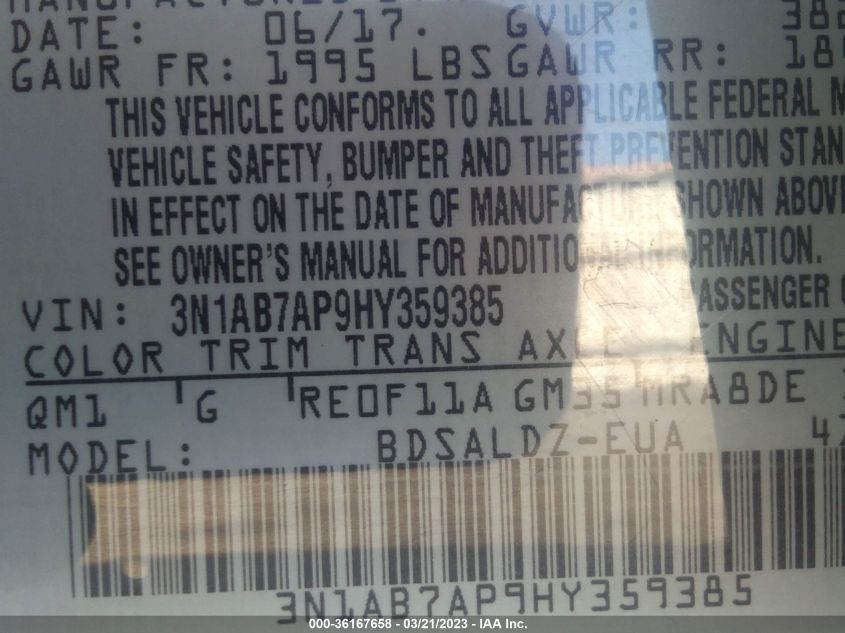 DATE: 06/17. GVWR:
GAWR FR: 1995 LBS GAWR RR:
THIS VEHICLE CONFORMS TO ALL APPLICABLE FEDERAL
VEHICLE SAFETY, BUMPER AND THEFT PREVENTION
IN EFFECT ON THE DATE OF MANUFACTURE SHOWN
SEE OWNER'S MANUAL FOR ADDITIONAL INFORMATION.
VIN: 3N1AB7AP9HY359385 PASSENGER
COLOR TRIM TRANS AXLE ENGINE
QM1 G RE0F11A GM35 MRA8DE
MODEL: BDSALDZ-EUA
3N1AB7AP9HY359385
000-36167658 - 03/21/2023 - IAA Inc.